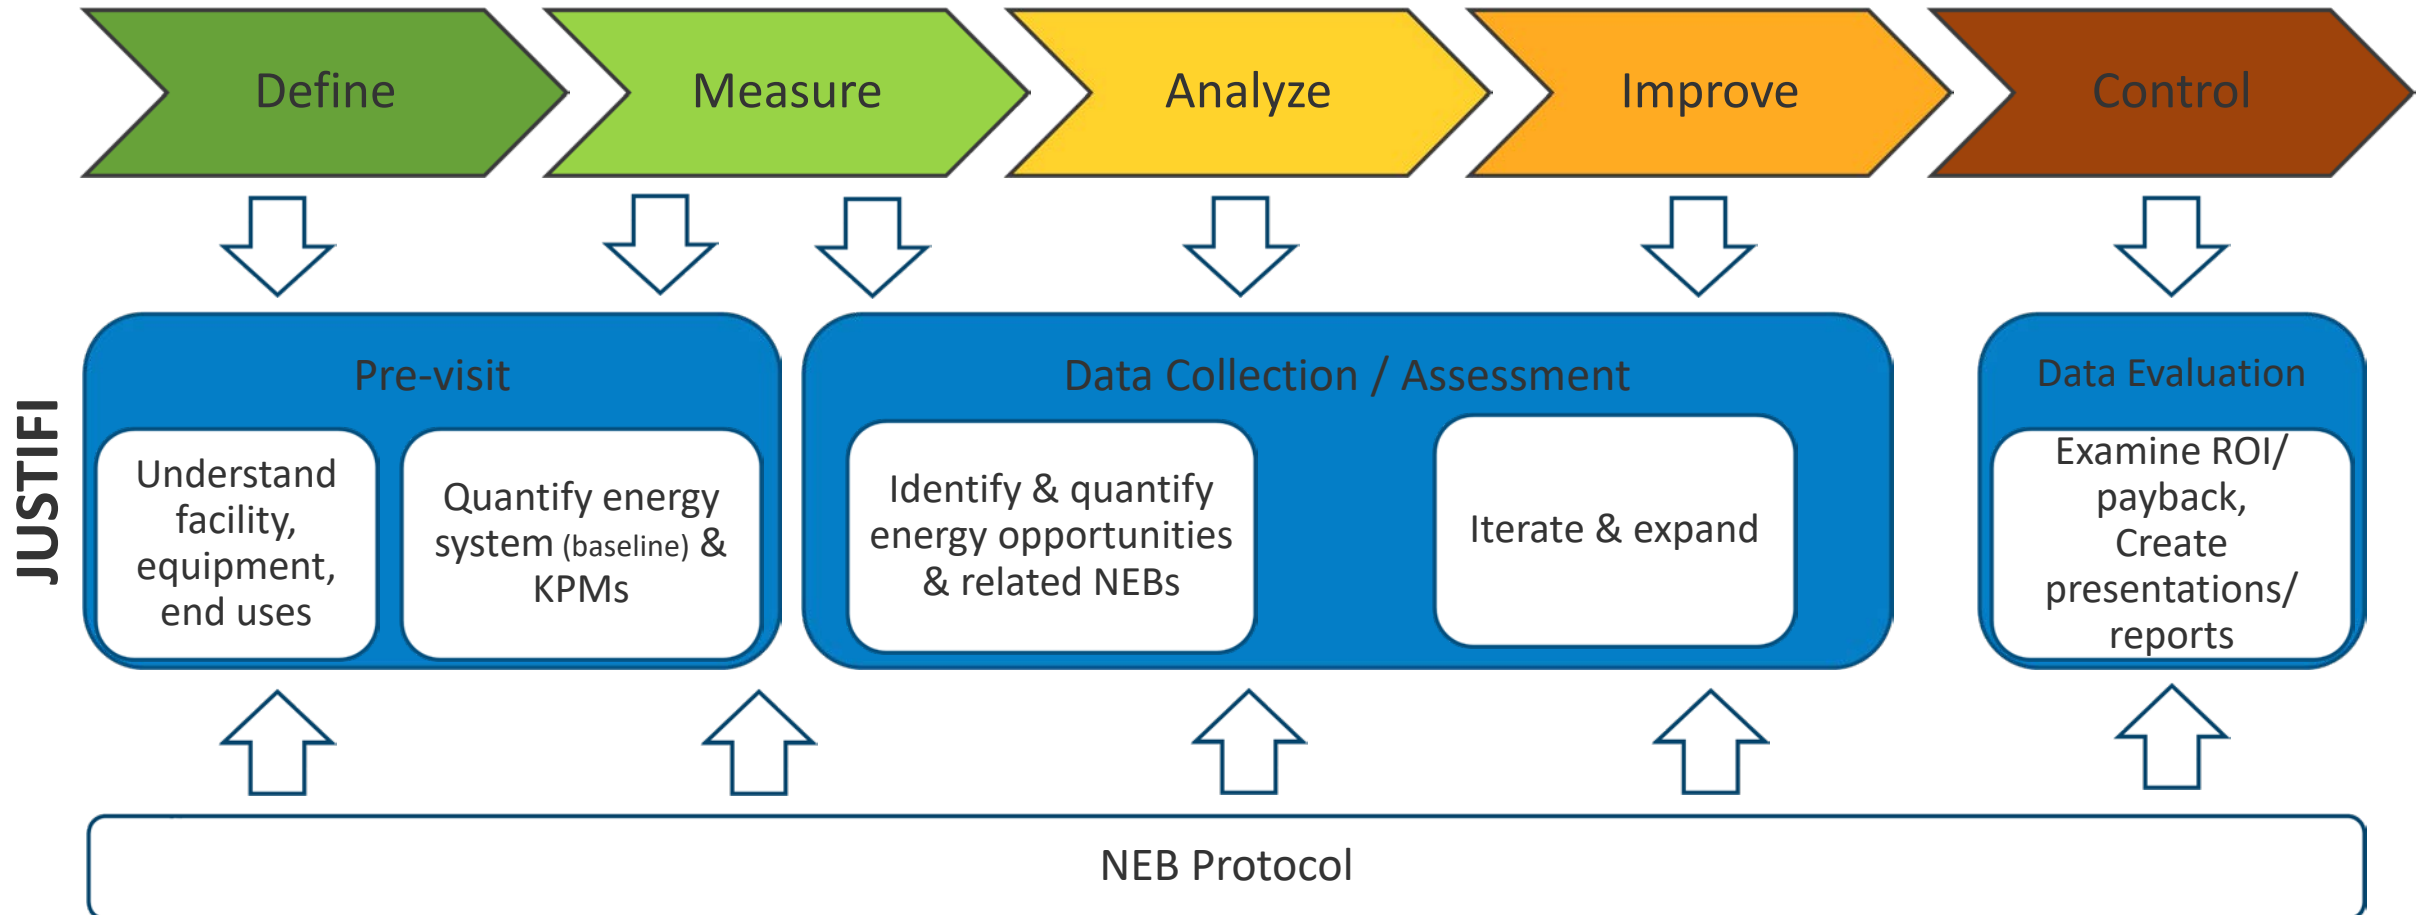 Define
Measure
Analyze
Improve
Control
JUSTIFI
Pre-visit
Understand
facility,
equipment,
end uses
Quantify energy
system (baseline) &
KPMs
Data Collection / Assessment
Identify & quantify
energy opportunities
& related NEBs
Iterate & expand
Data Evaluation
Examine ROI/
payback,
Create
presentations/
reports
NEB Protocol